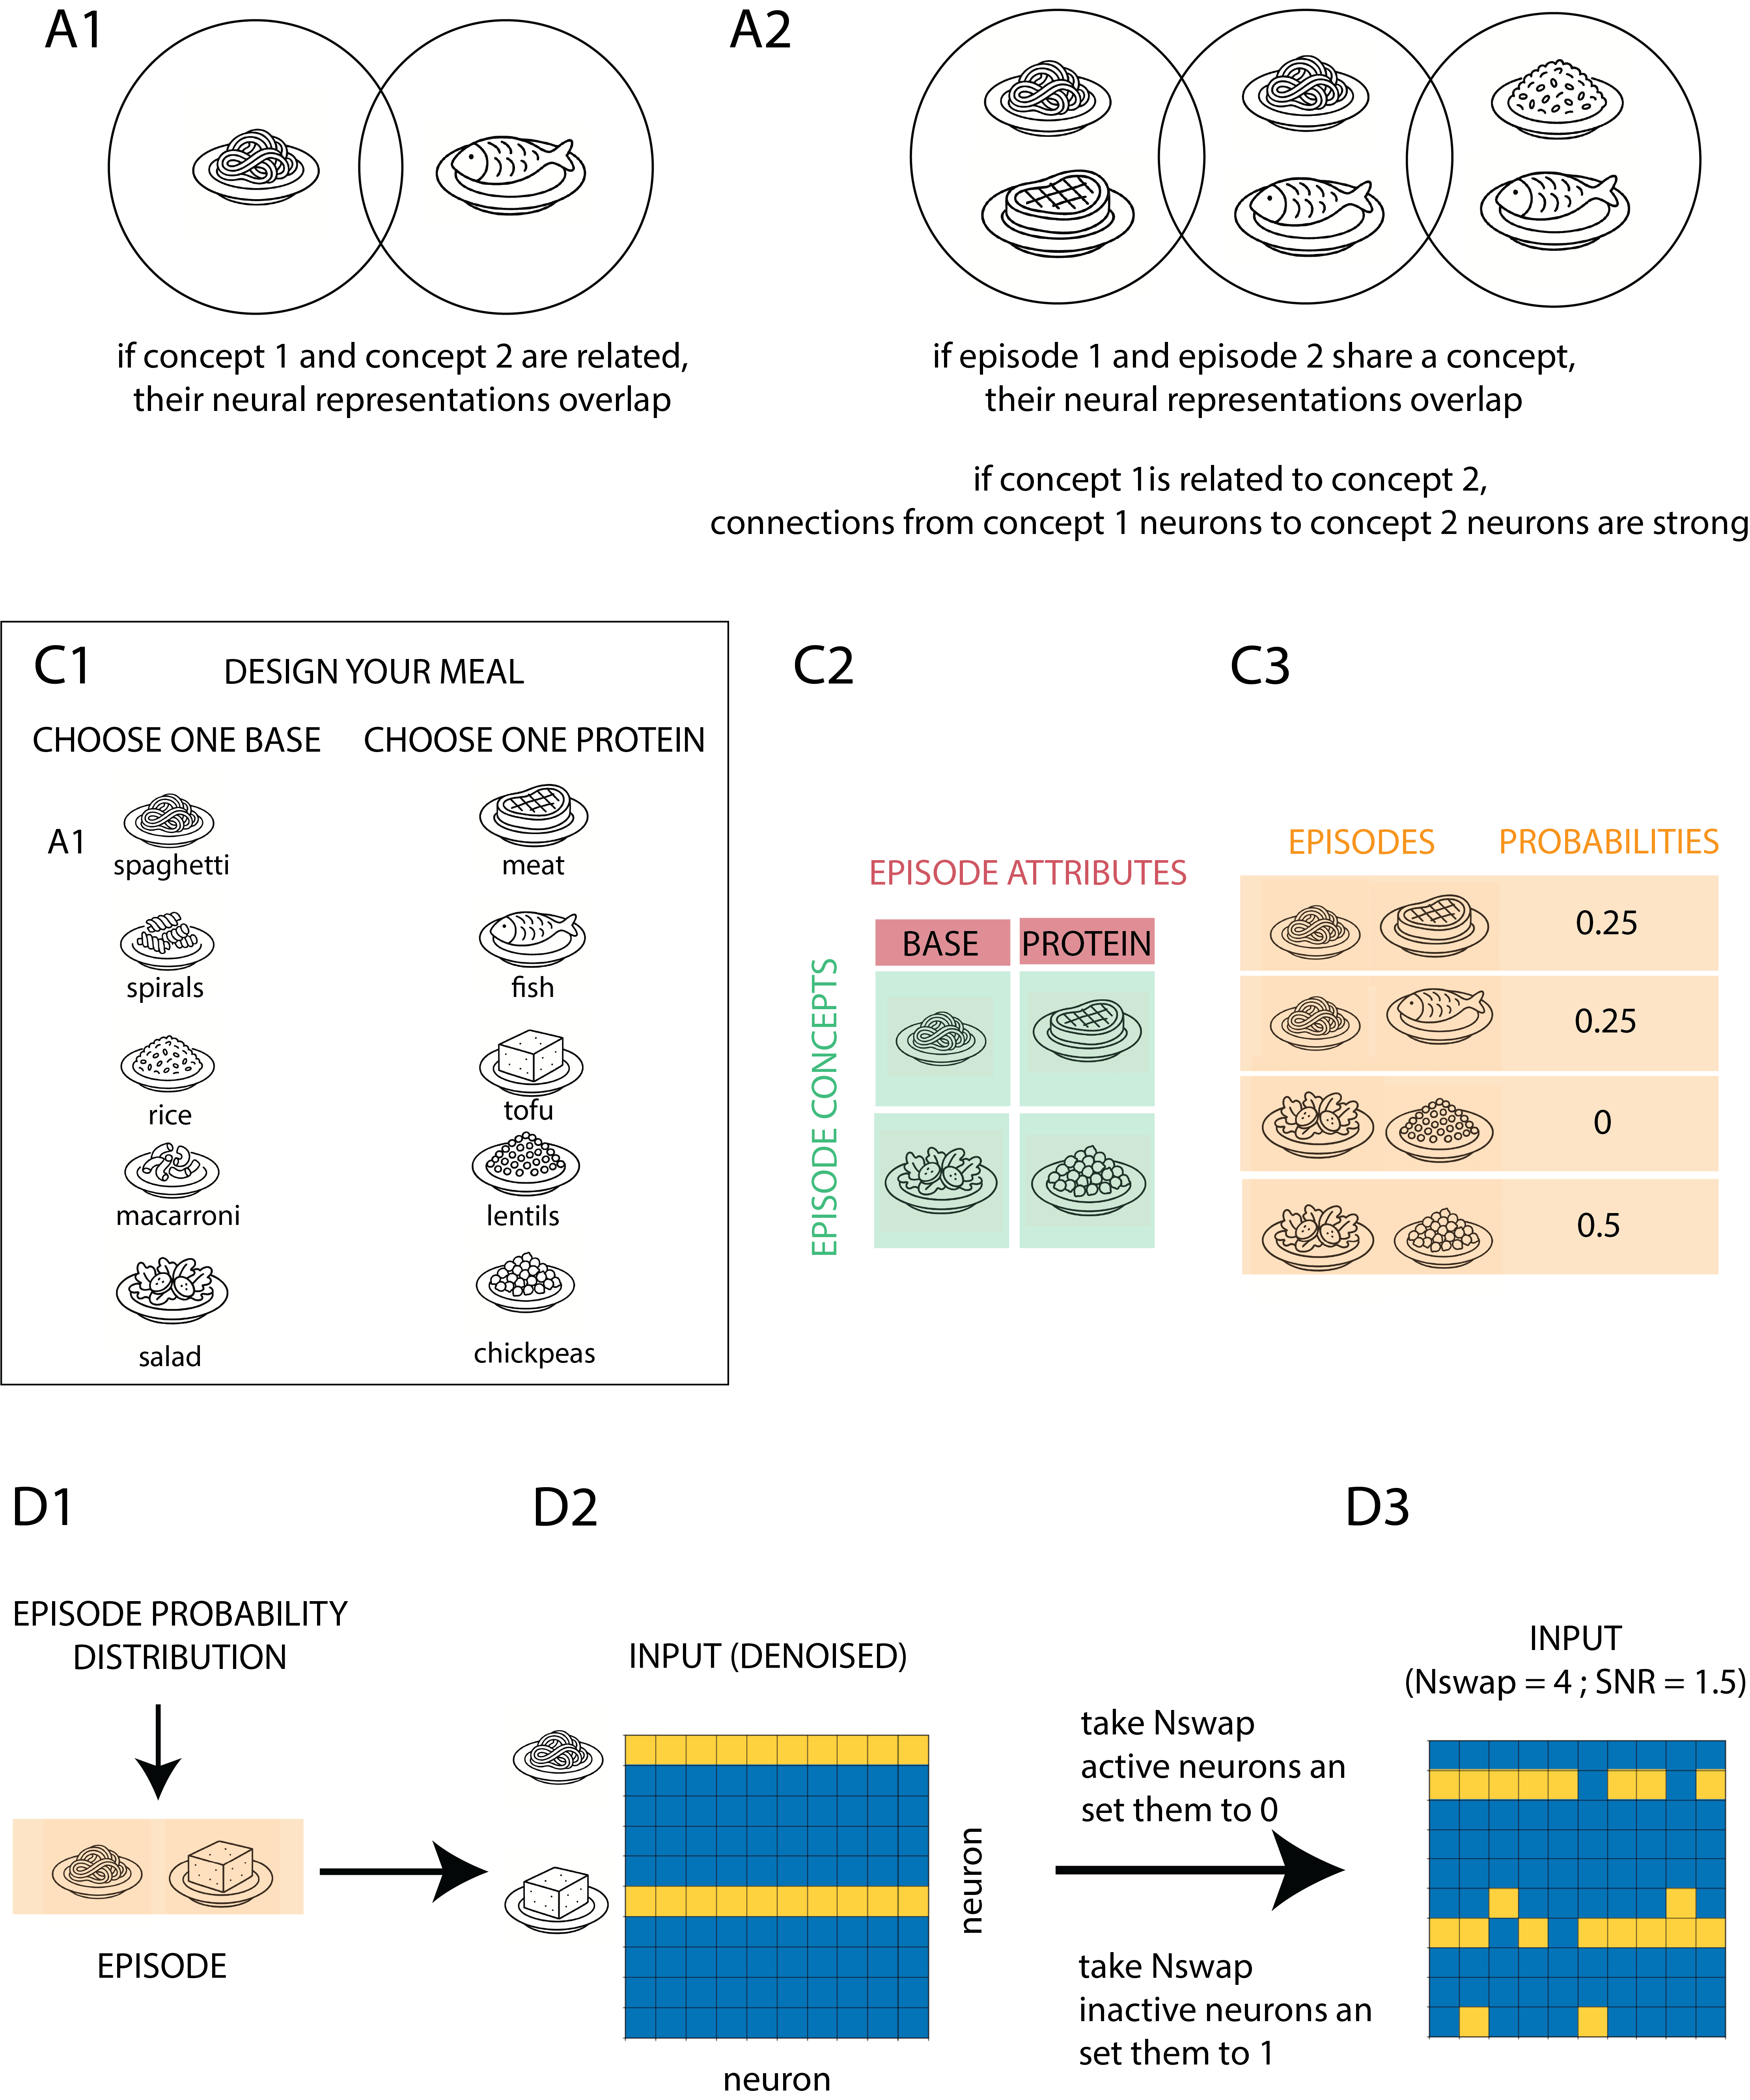 A1
A2
if concept 1 and concept 2 are related,
their neural representations overlap
if episode 1 and episode 2 share a concept,
their neural representations overlap
if concept 1is related to concept 2,
connections from concept 1 neurons to concept 2 neurons are strong
C1
DESIGN YOUR MEAL
CHOOSE ONE BASE
CHOOSE ONE PROTEIN
A1
spaghetti
meat
spirals
fish
rice
tofu
macarroni
lentils
salad
chickpeas
C2
EPISODE ATTRIBUTES
BASE
PROTEIN
EPISODE CONCEPTS
C3
EPISODES
PROBABILITIES
0.25
0.25
0
0.5
D1
EPISODE PROBABILITY
DISTRIBUTION
EPISODE
D2
INPUT (DENOISED)
neuron
neuron
take Nswap
active neurons an
set them to 0
take Nswap
inactive neurons an
set them to 1
D3
INPUT
(Nswap = 4 ; SNR = 1.5)